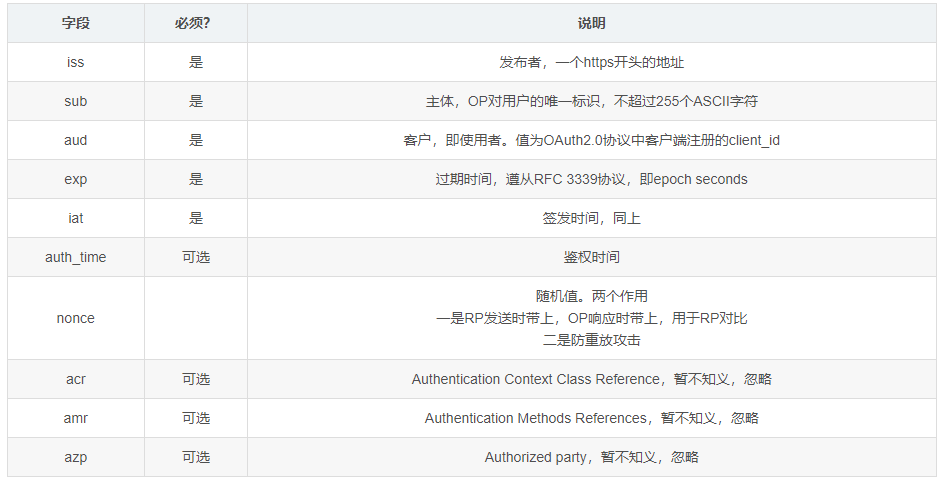 字段 必须? 说明
iss 是 发布者，一个https开头的地址
sub 是 主体，OP对用户的唯一标识，不超过255个ASCII字符
aud 是 客户，即使用者。值为OAuth2.0协议中客户端注册的client_id
exp 是 过期时间，遵从RFC 3339协议，即epoch seconds
iat 是 签发时间，同上
auth_time 可选 鉴权时间
nonce
随机值。两个作用
一是RP发送时带上，OP响应时带上，用于RP对比
二是防重放攻击
acr 可选 Authentication Context Class Reference，暂不知义，忽略
amr 可选 Authentication Methods References，暂不知义，忽略
azp 可选 Authorized party，暂不知义，忽略